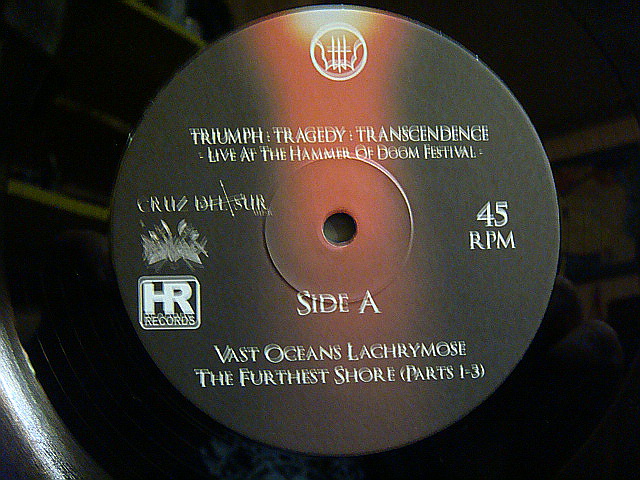 TRIUMPH : TRAGEDY : TRANSCENDENCE
- LIVE AT THE HAMMER OF DOOM FESTIVAL -
CRUZ DEL SUR
45
RPM
HR
RECORDS
SIDE A
VAST OCEANS LACHRYMOSE
THE FURTHEST SHORE (PARTS 1-3)